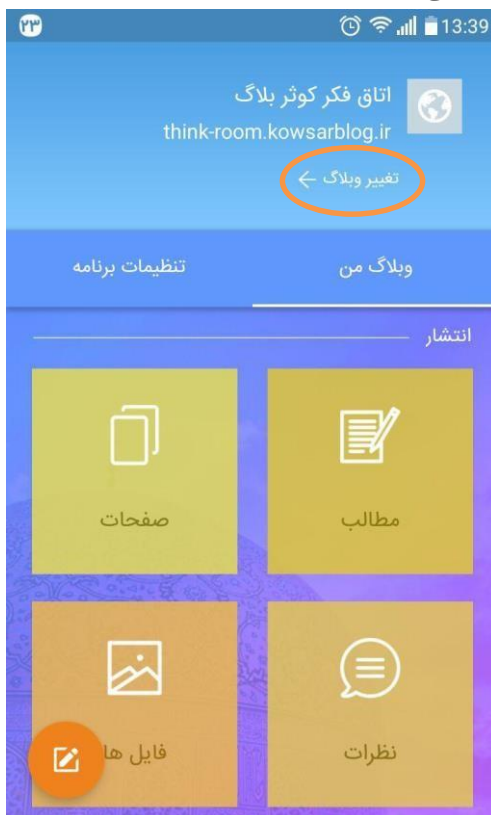 ۲۳
13:39
اتاق فکر کوثر بلاگ
think-room.kowsarblog.ir
تغییر وبلاگ ←
وبلاگ من
تنظیمات برنامه
انتشار
مطالب
صفحات
نظرات
فایل ها